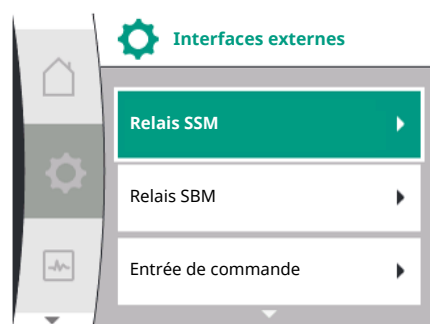 Interfaces externes
Relais SSM
Relais SBM
Entrée de commande